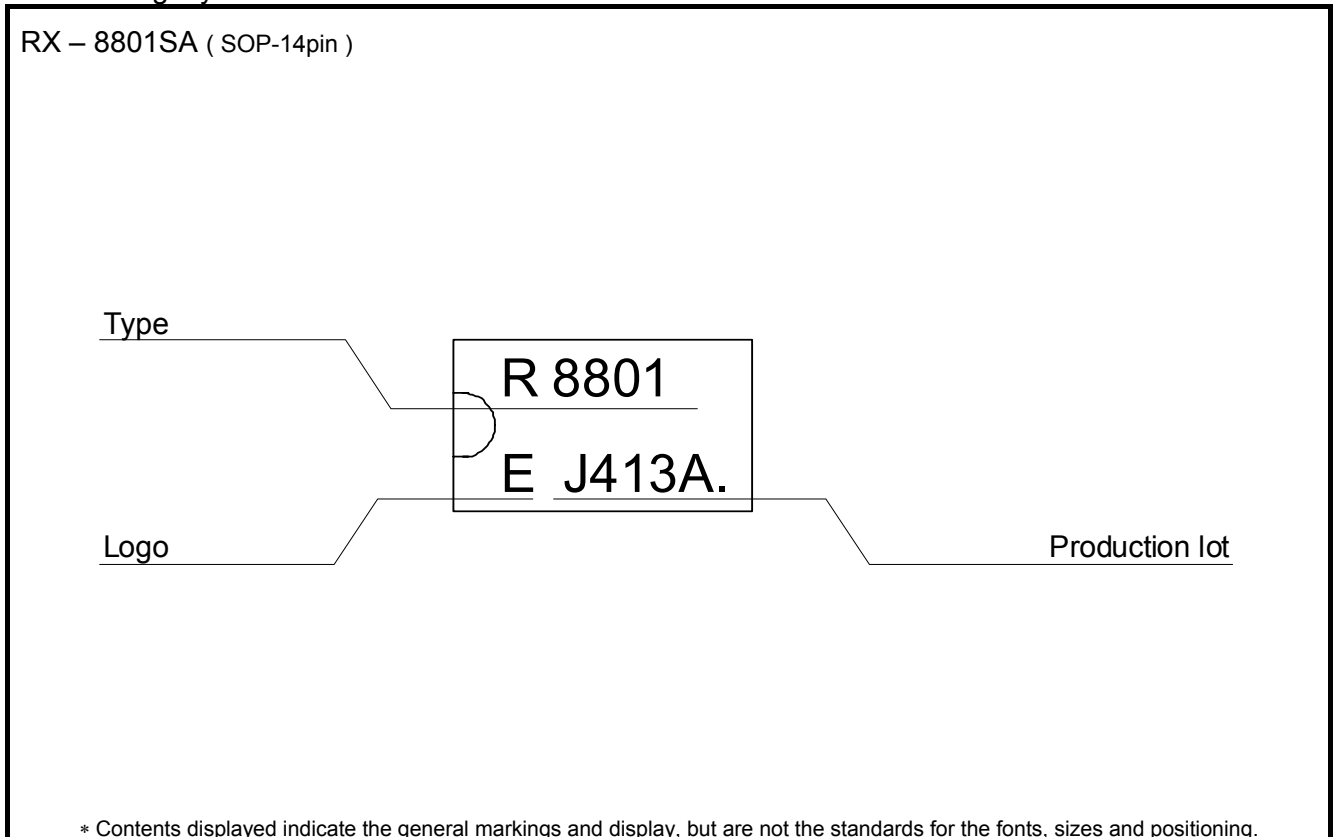 RX – 8801SA ( SOP-14pin )
Type
R 8801
E J413A.
Logo
Production lot
* Contents displayed indicate the general markings and display, but are not the standards for the fonts, sizes and positioning.